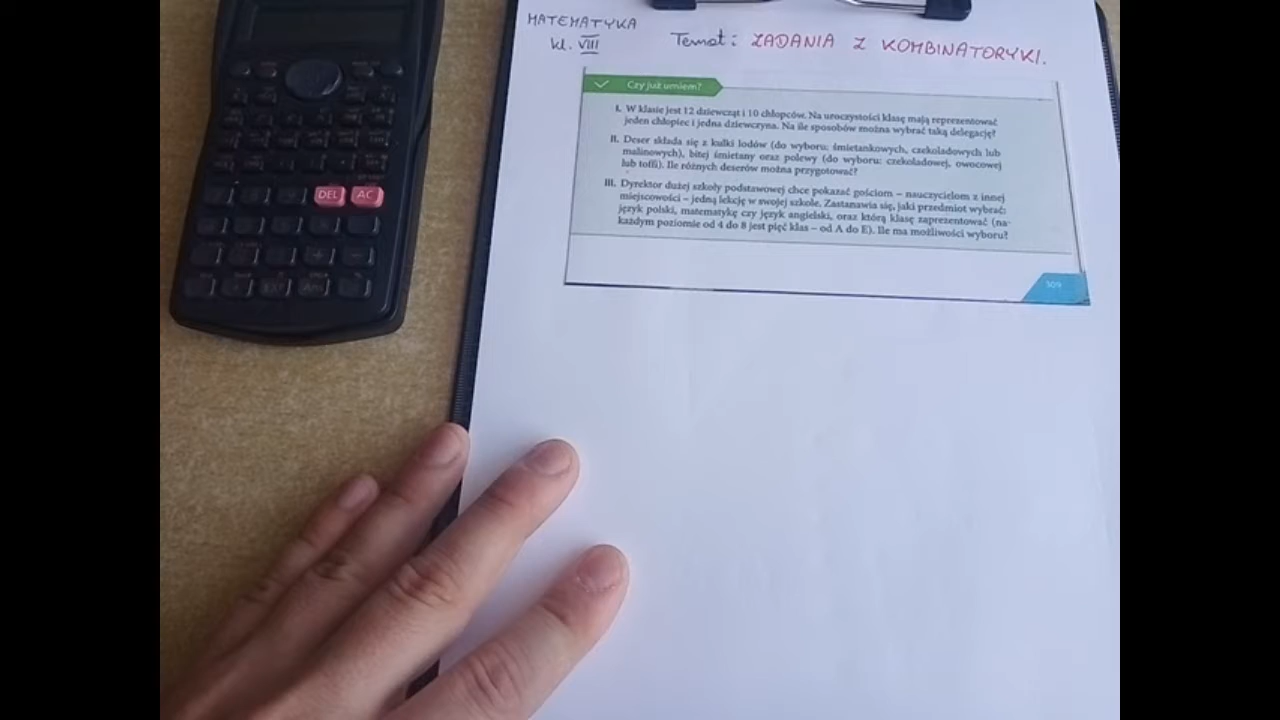 MATEMATYKA
kl. VIII
Temat: ZADANIA Z KOMBINATORYKI.
Czy już umiem?
I. W klasie jest 12 dziewcząt i 10 chłopców. Na uroczystości klasę mają reprezentować
jeden chłopiec i jedna dziewczyna. Na ile sposobów można wybrać taką delegację?
II. Deser składa się z kulki lodów (do wyboru: śmietankowych, czekoladowych lub
malinowych), bitej śmietany oraz polewy (do wyboru: czekoladowej, owocowej
lub toffi). Ile różnych deserów można przygotować?
III. Dyrektor dużej szkoły podstawowej chce pokazać gościom – nauczycielom z innej
miejscowości – jedną lekcję w swojej szkole. Zastanawia się, jaki przedmiot wybrać:
język polski, matematykę czy język angielski, oraz którą klasę zaprezentować (na
każdym poziomie od 4 do 8 jest pięć klas – od A do E). Ile ma możliwości wyboru?
309
DEL AC
EXP Ans